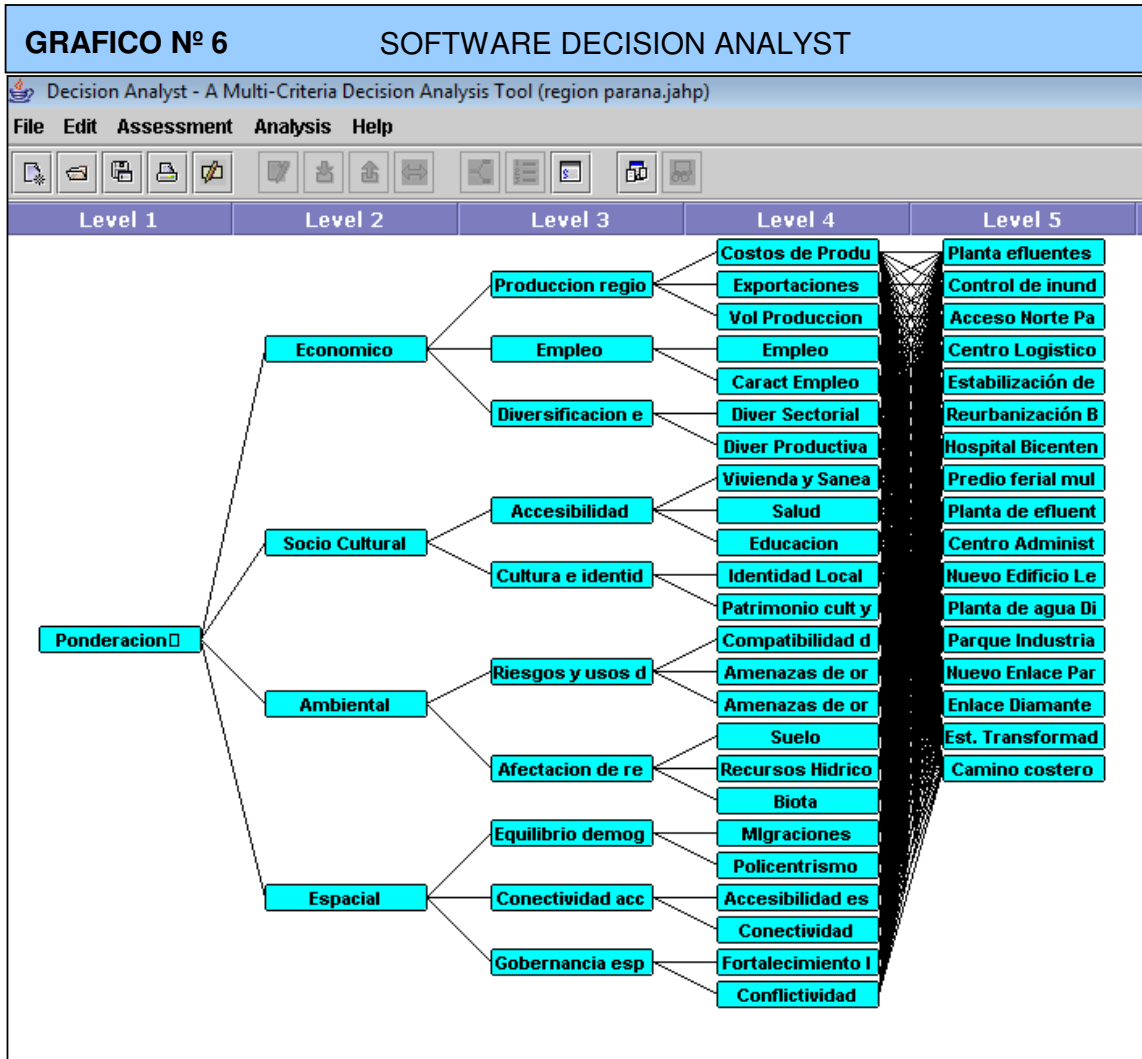 GRAFICO Nº 6 SOFTWARE DECISION ANALYST
Decision Analyst - A Multi-Criteria Decision Analysis Tool (region parana.jahp)
File Edit Assessment Analysis Help
Level 1 Level 2 Level 3 Level 4 Level 5
Ponderacion
Economico
Socio Cultural
Ambiental
Espacial
Produccion regio
Empleo
Diversificacion e
Accesibilidad
Cultura e identid
Riesgos y usos d
Afectacion de re
Equilibrio demog
Conectividad acc
Gobernancia esp
Costos de Produ
Exportaciones
Vol Produccion
Empleo
Caract Empleo
Diver Sectorial
Diver Productiva
Vivienda y Sanea
Salud
Educacion
Identidad Local
Patrimonio cult y
Compatibilidad d
Amenazas de or
Amenazas de or
Suelo
Recursos Hidrico
Biota
MIgraciones
Policentrismo
Accesibilidad es
Conectividad
Fortalecimiento I
Conflictividad
Planta efluentes
Control de inund
Acceso Norte Pa
Centro Logistico
Estabilización de
Reurbanización B
Hospital Bicenten
Predio ferial mul
Planta de efluent
Centro Administ
Nuevo Edificio Le
Planta de agua Di
Parque Industria
Nuevo Enlace Par
Enlace Diamante
Est. Transformad
Camino costero